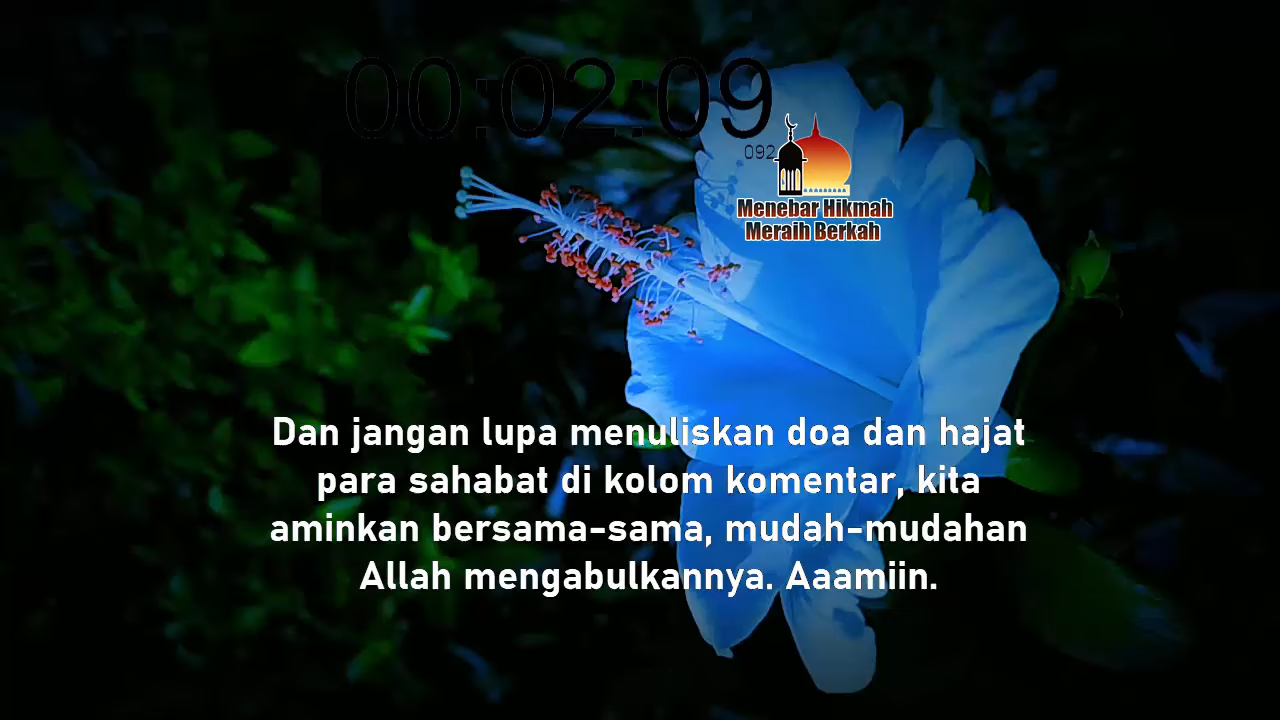 00:02:09
092
Menebar Hikmah
Meraih Berkah
Dan jangan lupa menuliskan doa dan hajat
para sahabat di kolom komentar, kita
aminkan bersama-sama, mudah-mudahan
Allah mengabulkannya. Aaamiin.